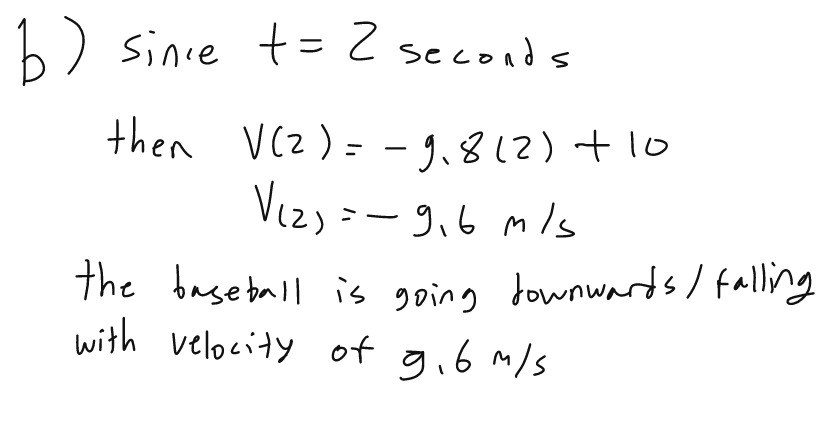 b) since t = 2 seconds
then V(2) = - 9.8(2) + 10
V(2) = - 9.6 m/s
the baseball is going downwards/falling
with velocity of 9.6 m/s